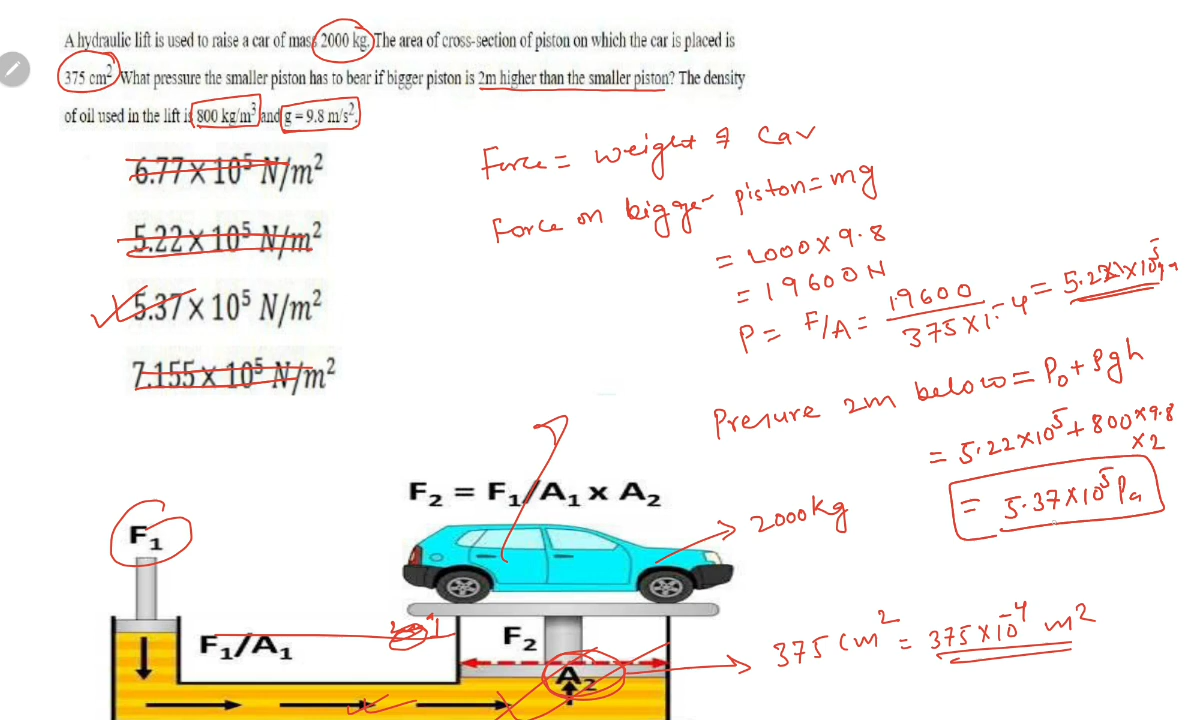 A hydraulic lift is used to raise a car of mass 2000 kg. The area of cross-section of piston on which the car is placed is
375 cm². What pressure the smaller piston has to bear if bigger piston is 2m higher than the smaller piston? The density
of oil used in the lift is 800 kg/m³ and g = 9.8 m/s².
6.77 × 10⁵ N/m²
5.22 × 10⁵ N/m²
5.37 × 10⁵ N/m²
7.155 × 10⁵ N/m²
Force = weight of car
Force on bigger piston = mg
= 2000 × 9.8
= 19600 N
P = F/A = 19600 / 375 × 1 - 4 = 5.22 × 10⁵
Pressure 2m below = P₀ + ρgh
= 5.22 × 10⁵ + 800 × 9.8
× 2
= 5.37 × 10⁵ Pa
F₂ = F₁/A₁ x A₂
2000kg
F₁
F₁/A₁
F₂
A₂
375 cm² = 375 × 10⁻⁴ m²